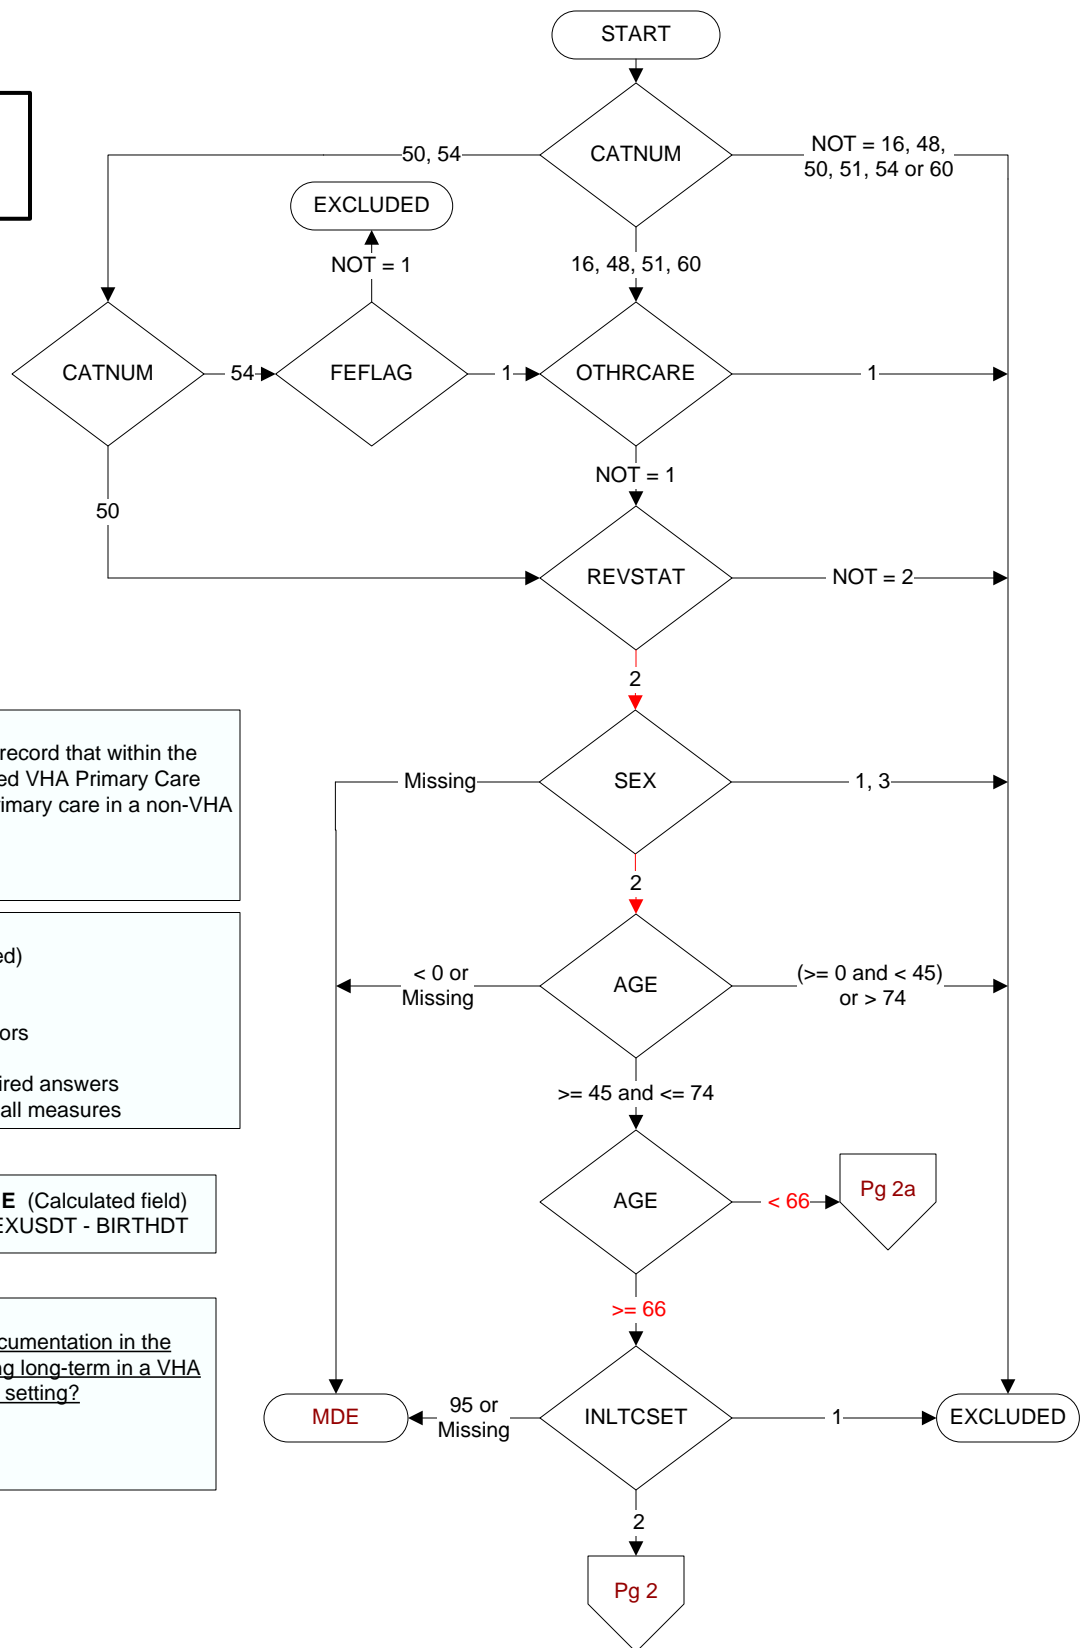 START
CATNUM
50, 54
NOT = 16, 48,
50, 51, 54 or 60
EXCLUDED
NOT = 1
16, 48, 51, 60
CATNUM
54
FEFLAG
1
OTHRCARE
1
NOT = 1
50
REVSTAT
NOT = 2
2
record that within the
ed VHA Primary Care
rimary care in a non-VHA
Missing
SEX
1, 3
2
ed)
ors
ired answers
all measures
< 0 or
Missing
AGE
(>= 0 and < 45)
or > 74
>= 45 and <= 74
E (Calculated field)
EXUSDT - BIRTHDT
AGE
< 66
Pg 2a
>= 66
cumentation in the
ng long-term in a VHA
setting?
MDE
95 or
Missing
INLTCSET
1
EXCLUDED
2
Pg 2